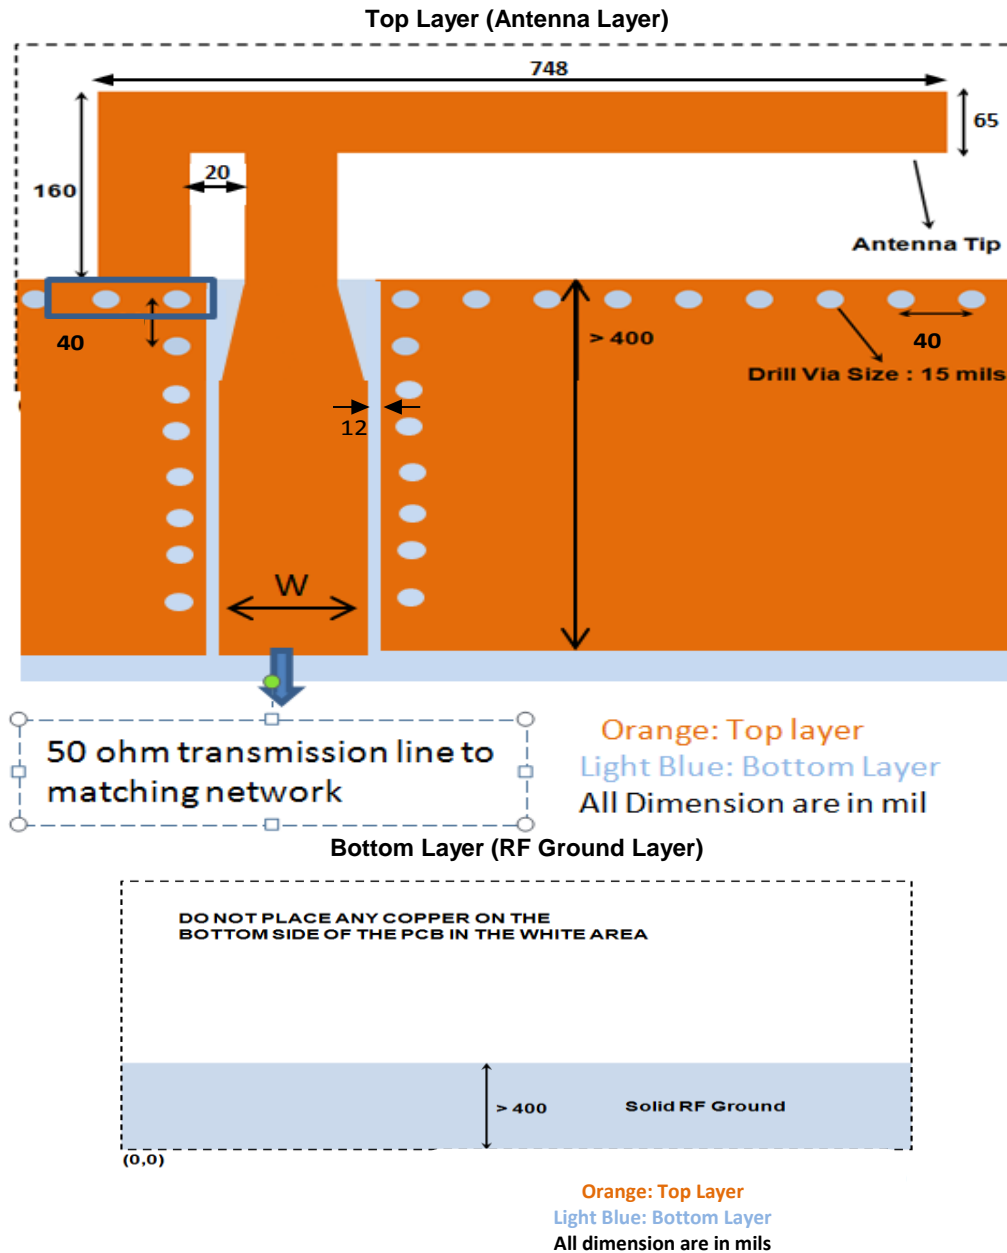 Top Layer (Antenna Layer)
748
65
20
160
Antenna Tip
> 400
40
40
Drill Via Size : 15 mils
12
W
50 ohm transmission line to
matching network
Orange: Top layer
Light Blue: Bottom Layer
All Dimension are in mil
Bottom Layer (RF Ground Layer)
DO NOT PLACE ANY COPPER ON THE
BOTTOM SIDE OF THE PCB IN THE WHITE AREA
> 400
Solid RF Ground
(0,0)
Orange: Top Layer
Light Blue: Bottom Layer
All dimension are in mils